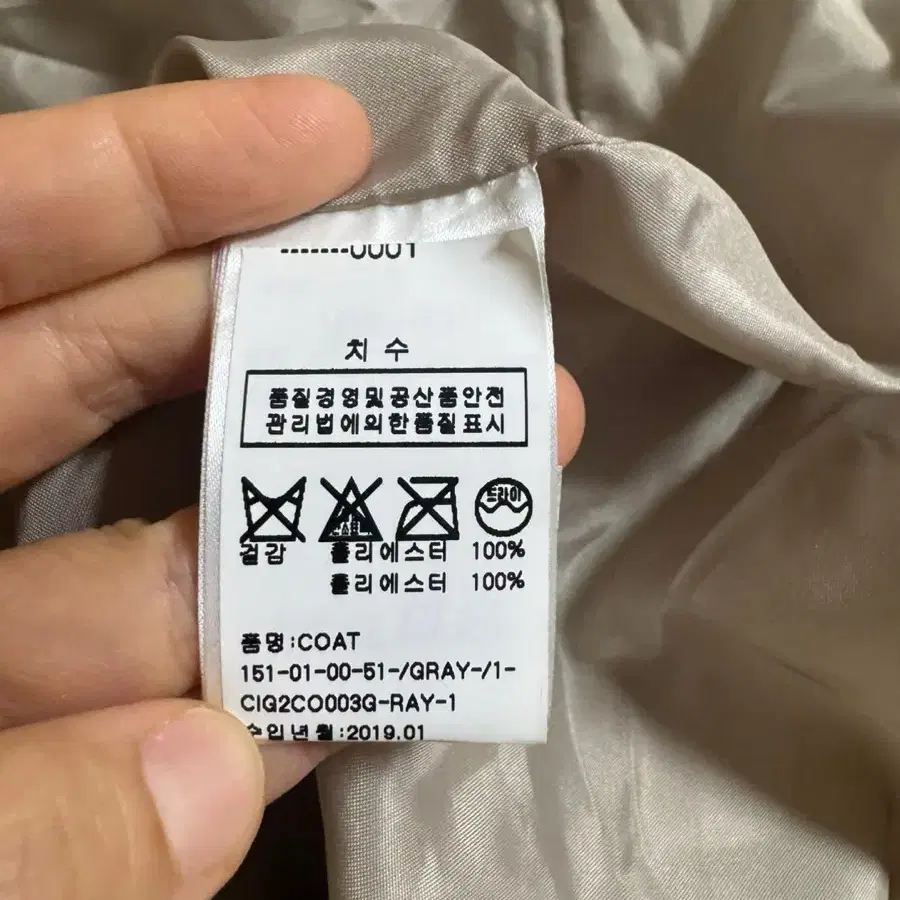 -------0001
치 수
품질경영및공산품안전
관리법에의한품질표시
드라이
겉감 폴리에스터 100%
폴리에스터 100%
품명:COAT
151-01-00-51-/GRAY-/1-
CIG2CO003G-RAY-1
수입년월:2019.01